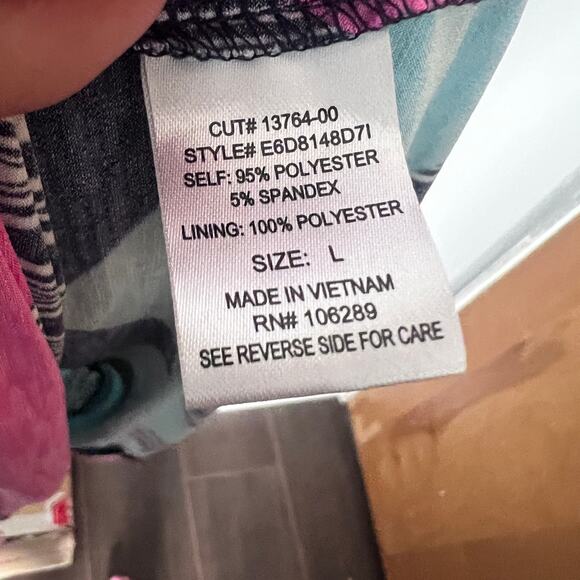 CUT# 13764-00
STYLE# E6D8148D7I
SELF: 95% POLYESTER
5% SPANDEX
LINING: 100% POLYESTER
SIZE: L
MADE IN VIETNAM
RN# 106289
SEE REVERSE SIDE FOR CARE